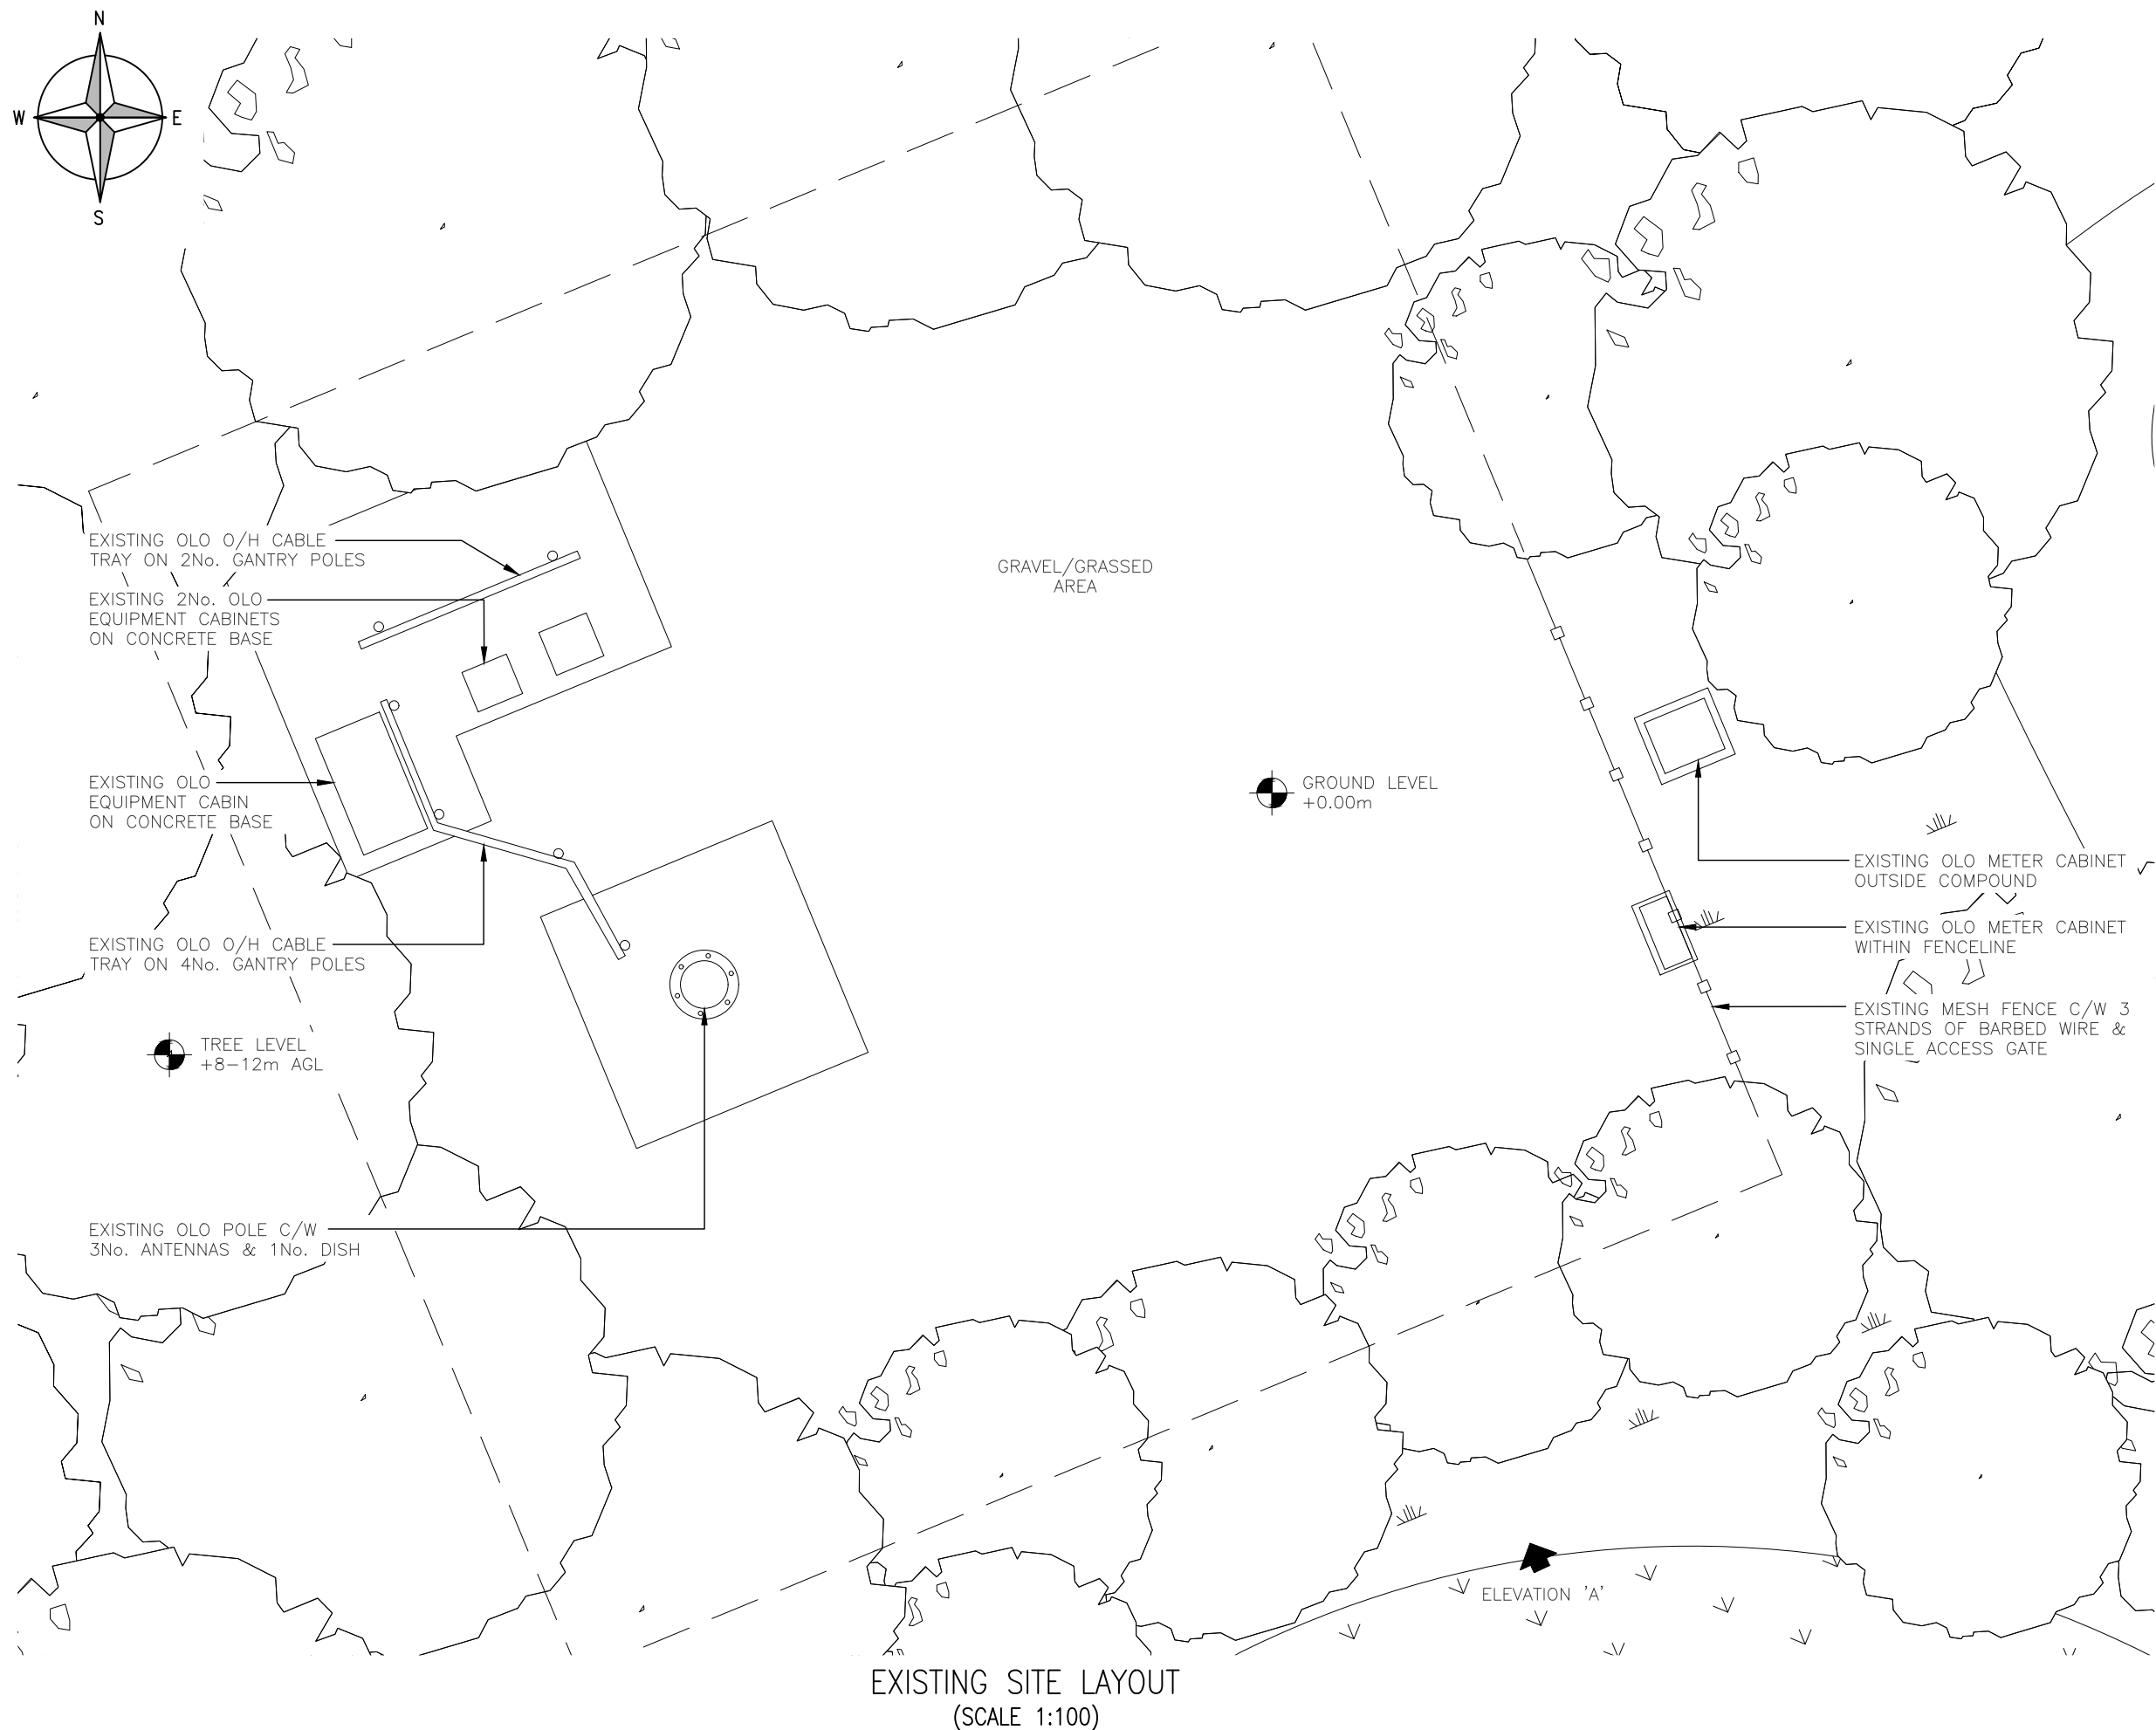 N
W
E
S
EXISTING OLO O/H CABLE
TRAY ON 2No. GANTRY POLES
EXISTING 2No. OLO
EQUIPMENT CABINETS
ON CONCRETE BASE
EXISTING OLO
EQUIPMENT CABIN
ON CONCRETE BASE
EXISTING OLO O/H CABLE
TRAY ON 4No. GANTRY POLES
TREE LEVEL
+8-12m AGL
EXISTING OLO POLE C/W
3No. ANTENNAS & 1No. DISH
GRAVEL/GRASSED
AREA
GROUND LEVEL
+0.00m
EXISTING OLO METER CABINET
OUTSIDE COMPOUND
EXISTING OLO METER CABINET
WITHIN FENCELINE
EXISTING MESH FENCE C/W 3
STRANDS OF BARBED WIRE &
SINGLE ACCESS GATE
ELEVATION 'A'
EXISTING SITE LAYOUT
(SCALE 1:100)